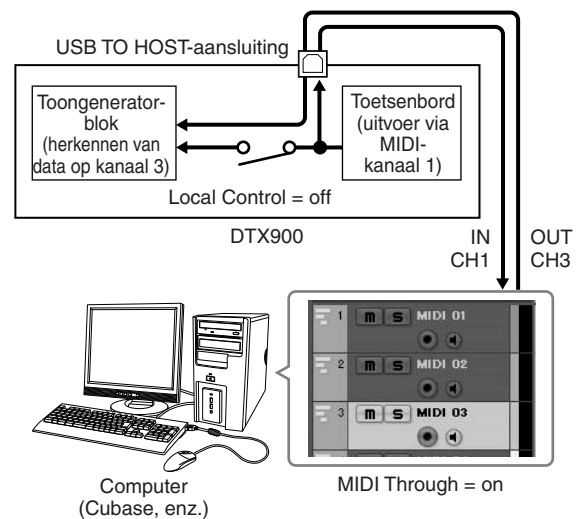 USB TO HOST-aansluiting
Toongenerator-
blok
(herkennen van
data op kanaal 3)
Toetsenbord
(uitvoer via
MIDI-
kanaal 1)
Local Control = off
DTX900
IN
CH1
OUT
CH3
1 m S MIDI 01
2 m S MIDI 02
3 m S MIDI 03
Computer
(Cubase, enz.)
MIDI Through = on